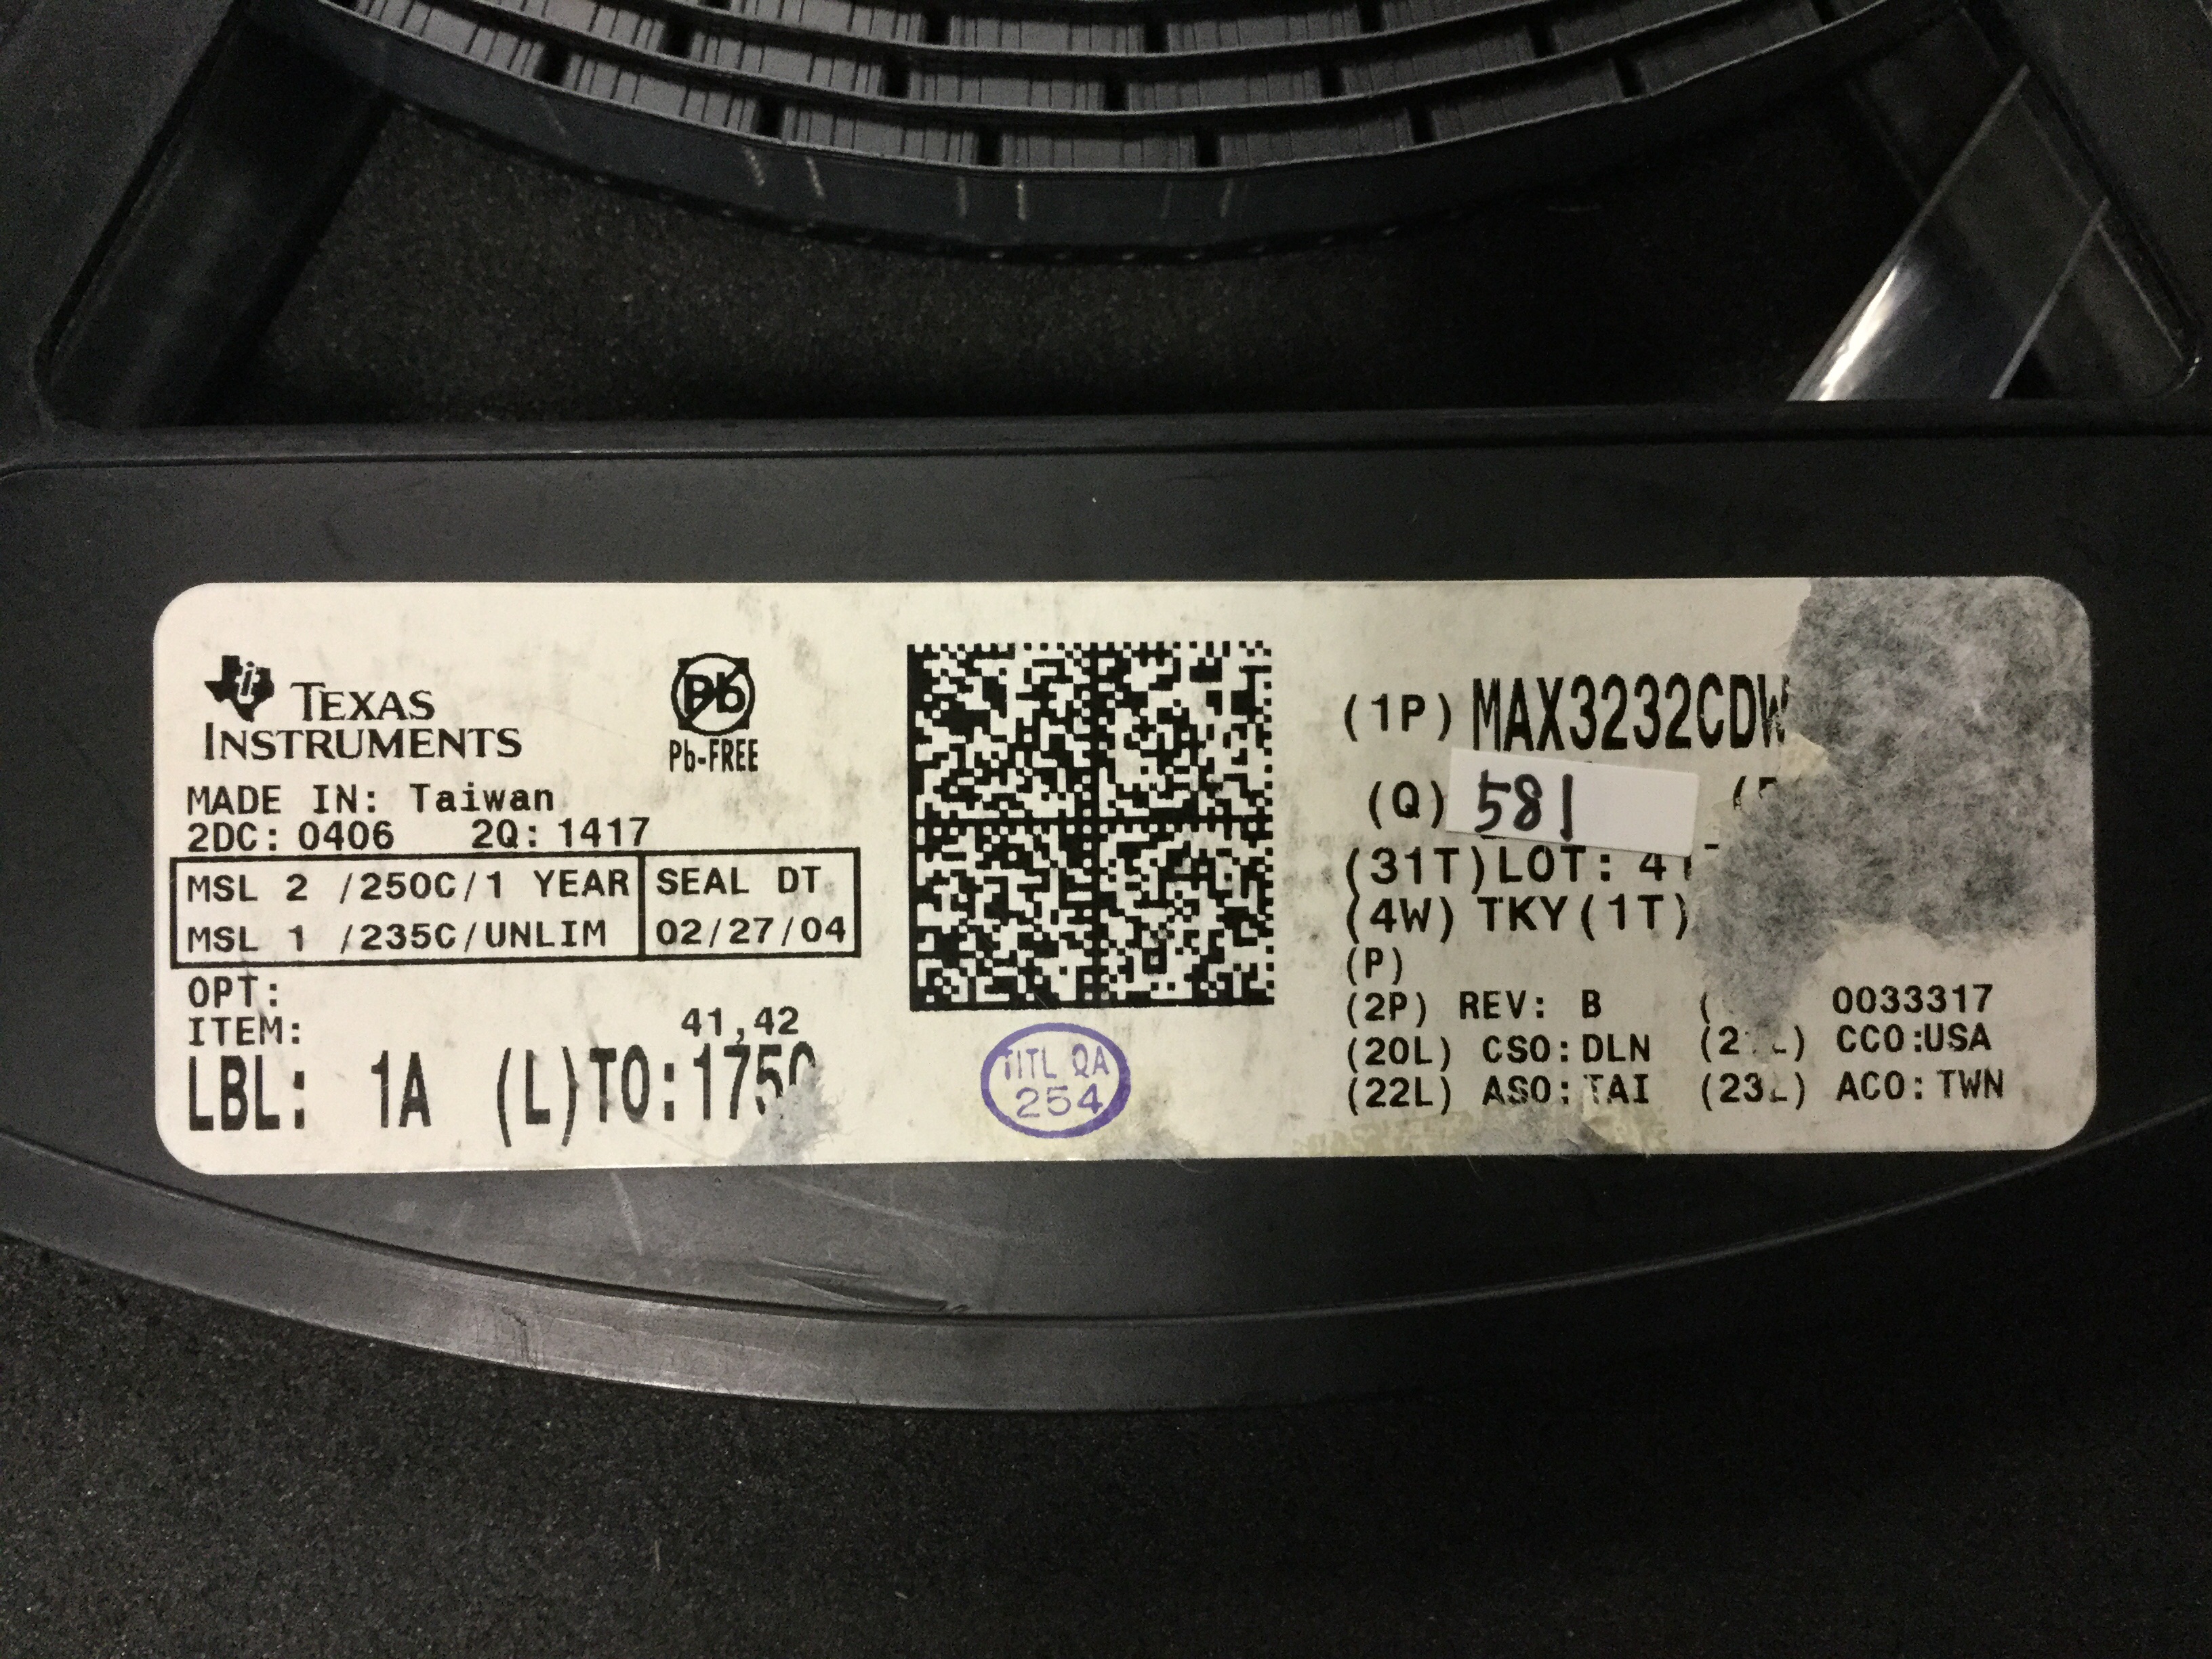 TEXAS
INSTRUMENTS
Pb
Pb-FREE
MADE IN: Taiwan
2DC: 0406 2Q: 1417
MSL 2 /250C/1 YEAR SEAL DT
MSL 1 /235C/UNLIM 02/27/04
OPT:
ITEM: 41,42
LBL: 1A (L)TO:1750
TITL QA
254
(1P) MAX3232CDW
(Q) 581
(31T)LOT: 41
(4W) TKY(1T)
(P)
(2P) REV: B 0033317
(20L) CSO:DLN CCO:USA
(22L) ASO:TAI (23L) ACO:TWN